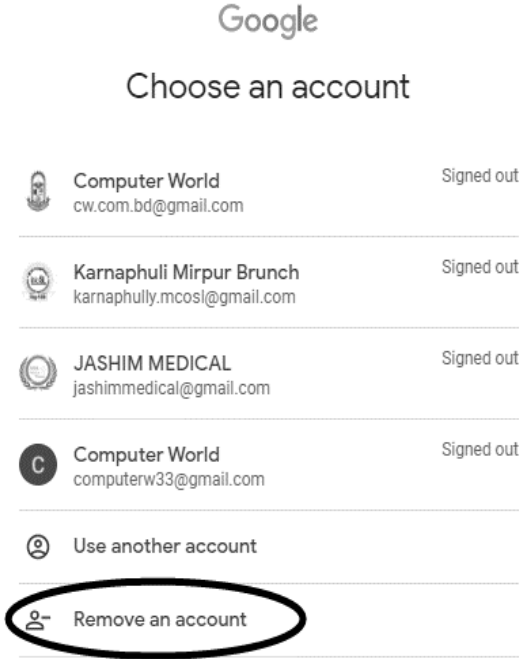 Google
Choose an account
Computer World
Signed out
cw.com.bd@gmail.com
Karnaphuli Mirpur Brunch
Signed out
karnaphully.mcosl@gmail.com
JASHIM MEDICAL
Signed out
jashimmedical@gmail.com
C
Computer World
Signed out
computerw33@gmail.com
Use another account
Remove an account